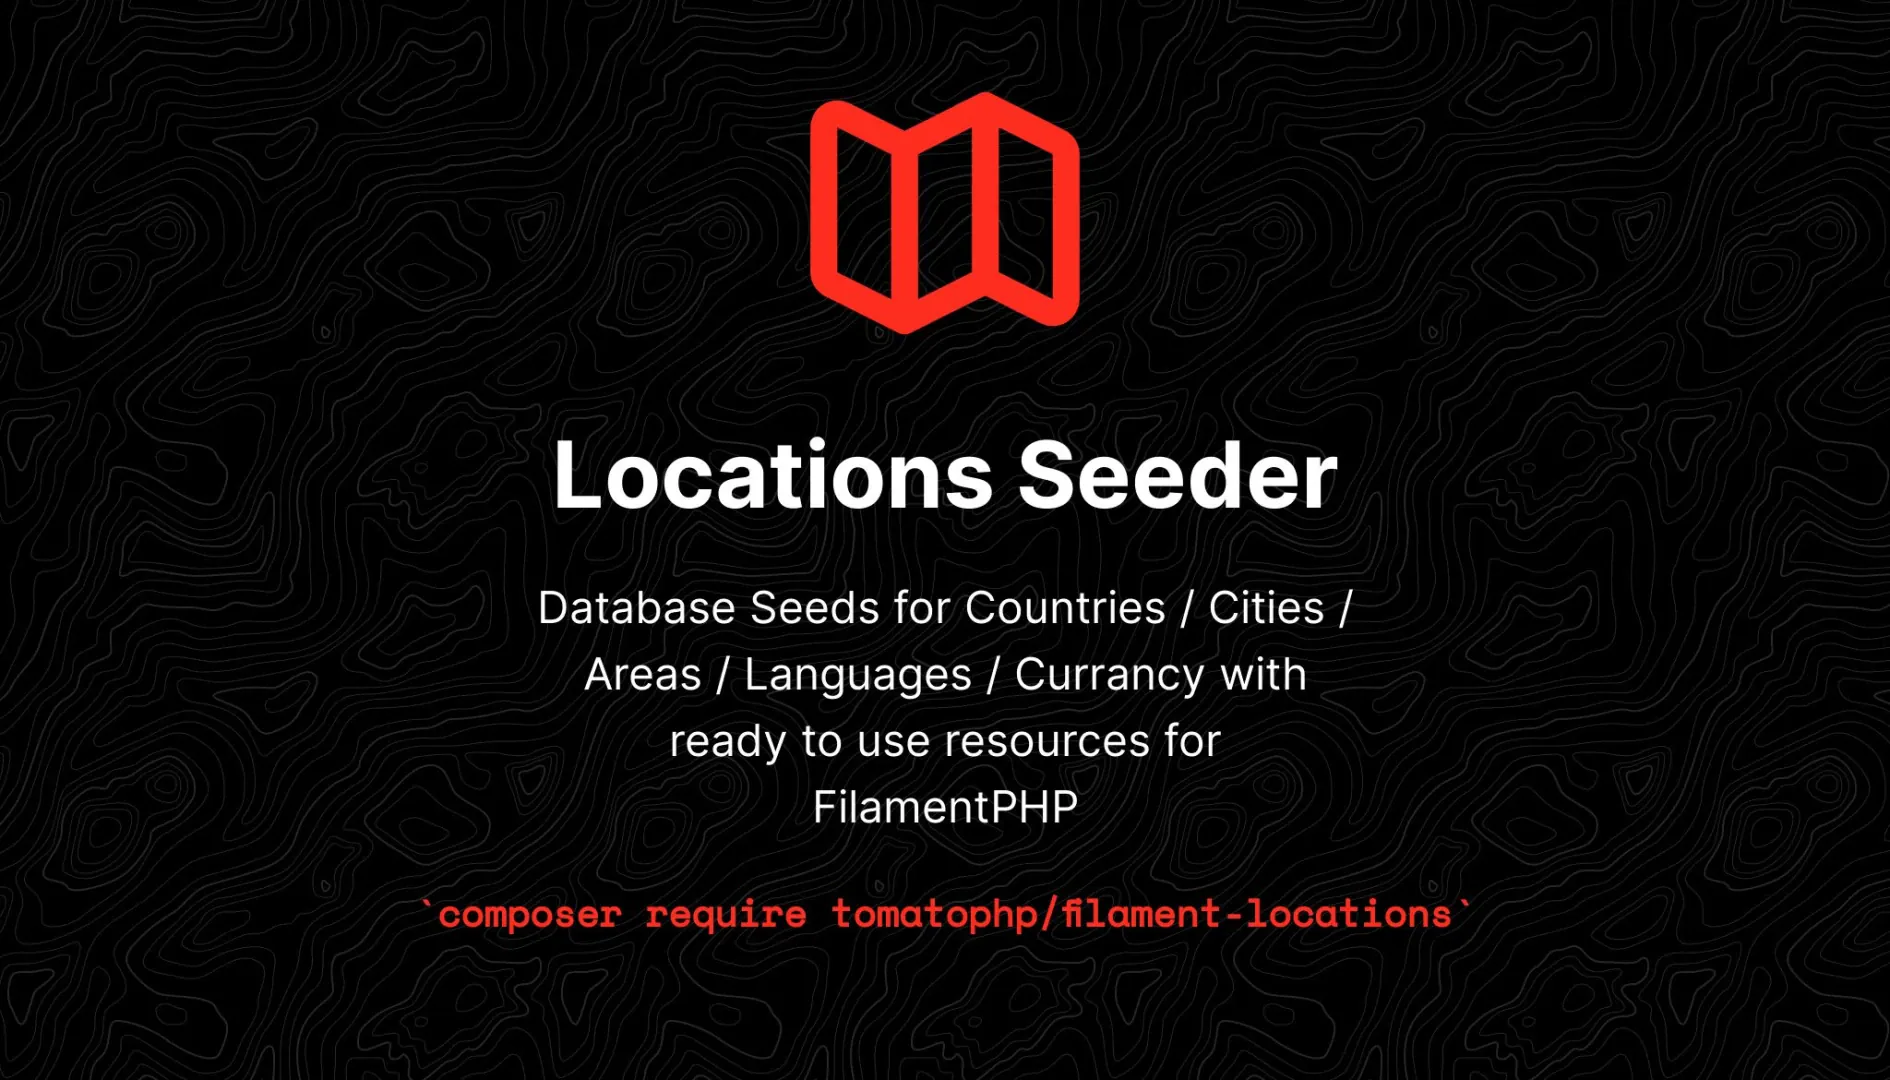 Locations Seeder
Database Seeds for Countries / Cities /
Areas / Languages / Currancy with
ready to use resources for
FilamentPHP
`composer require tomatophp/filament-locations`